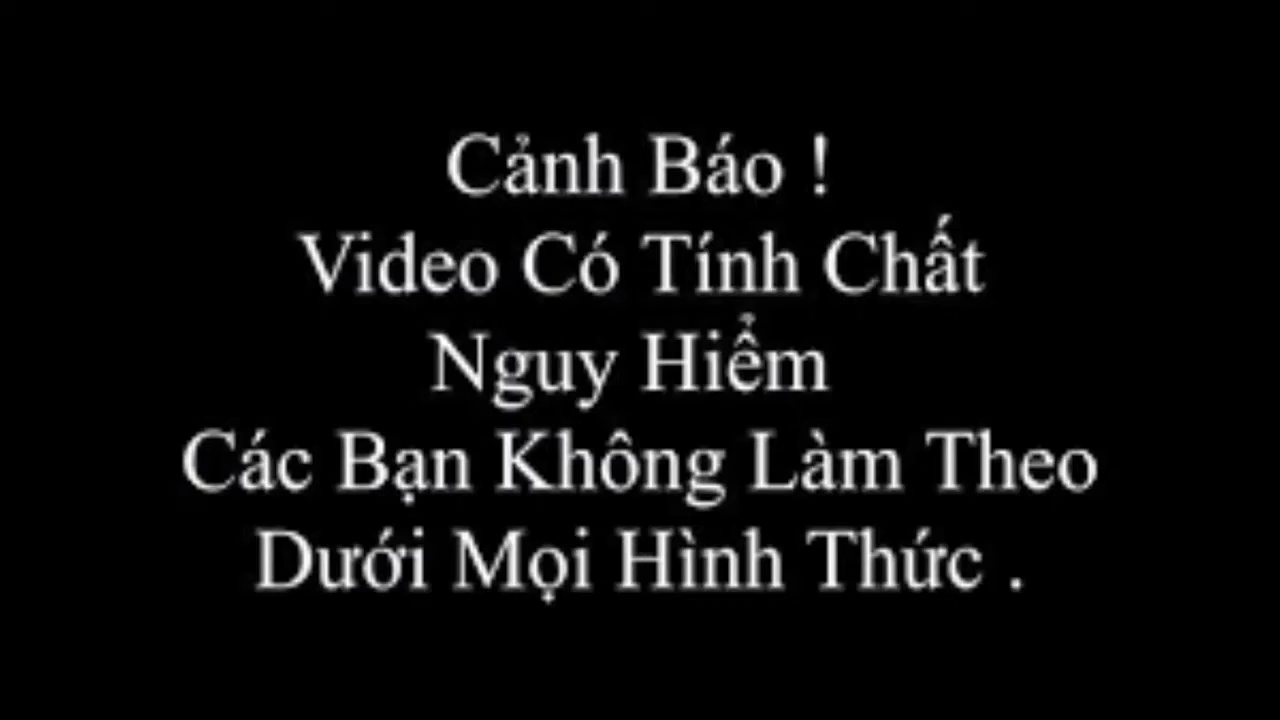 Cảnh Báo !
Video Có Tính Chất
Nguy Hiểm
Các Bạn Không Làm Theo
Dưới Mọi Hình Thức .